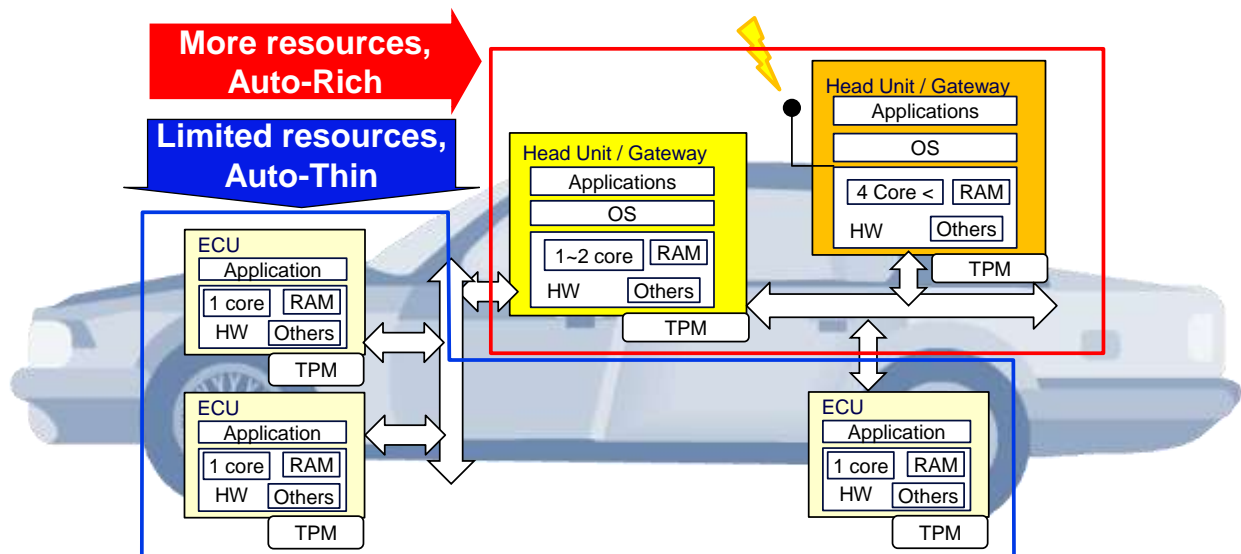 More resources,
Auto-Rich
Limited resources,
Auto-Thin
Head Unit / Gateway
Applications
OS
4 Core <
RAM
HW
Others
TPM
Head Unit / Gateway
Applications
OS
1~2 core
RAM
HW
Others
TPM
ECU
Application
1 core
RAM
HW
Others
TPM
ECU
Application
1 core
RAM
HW
Others
TPM
ECU
Application
1 core
RAM
HW
Others
TPM